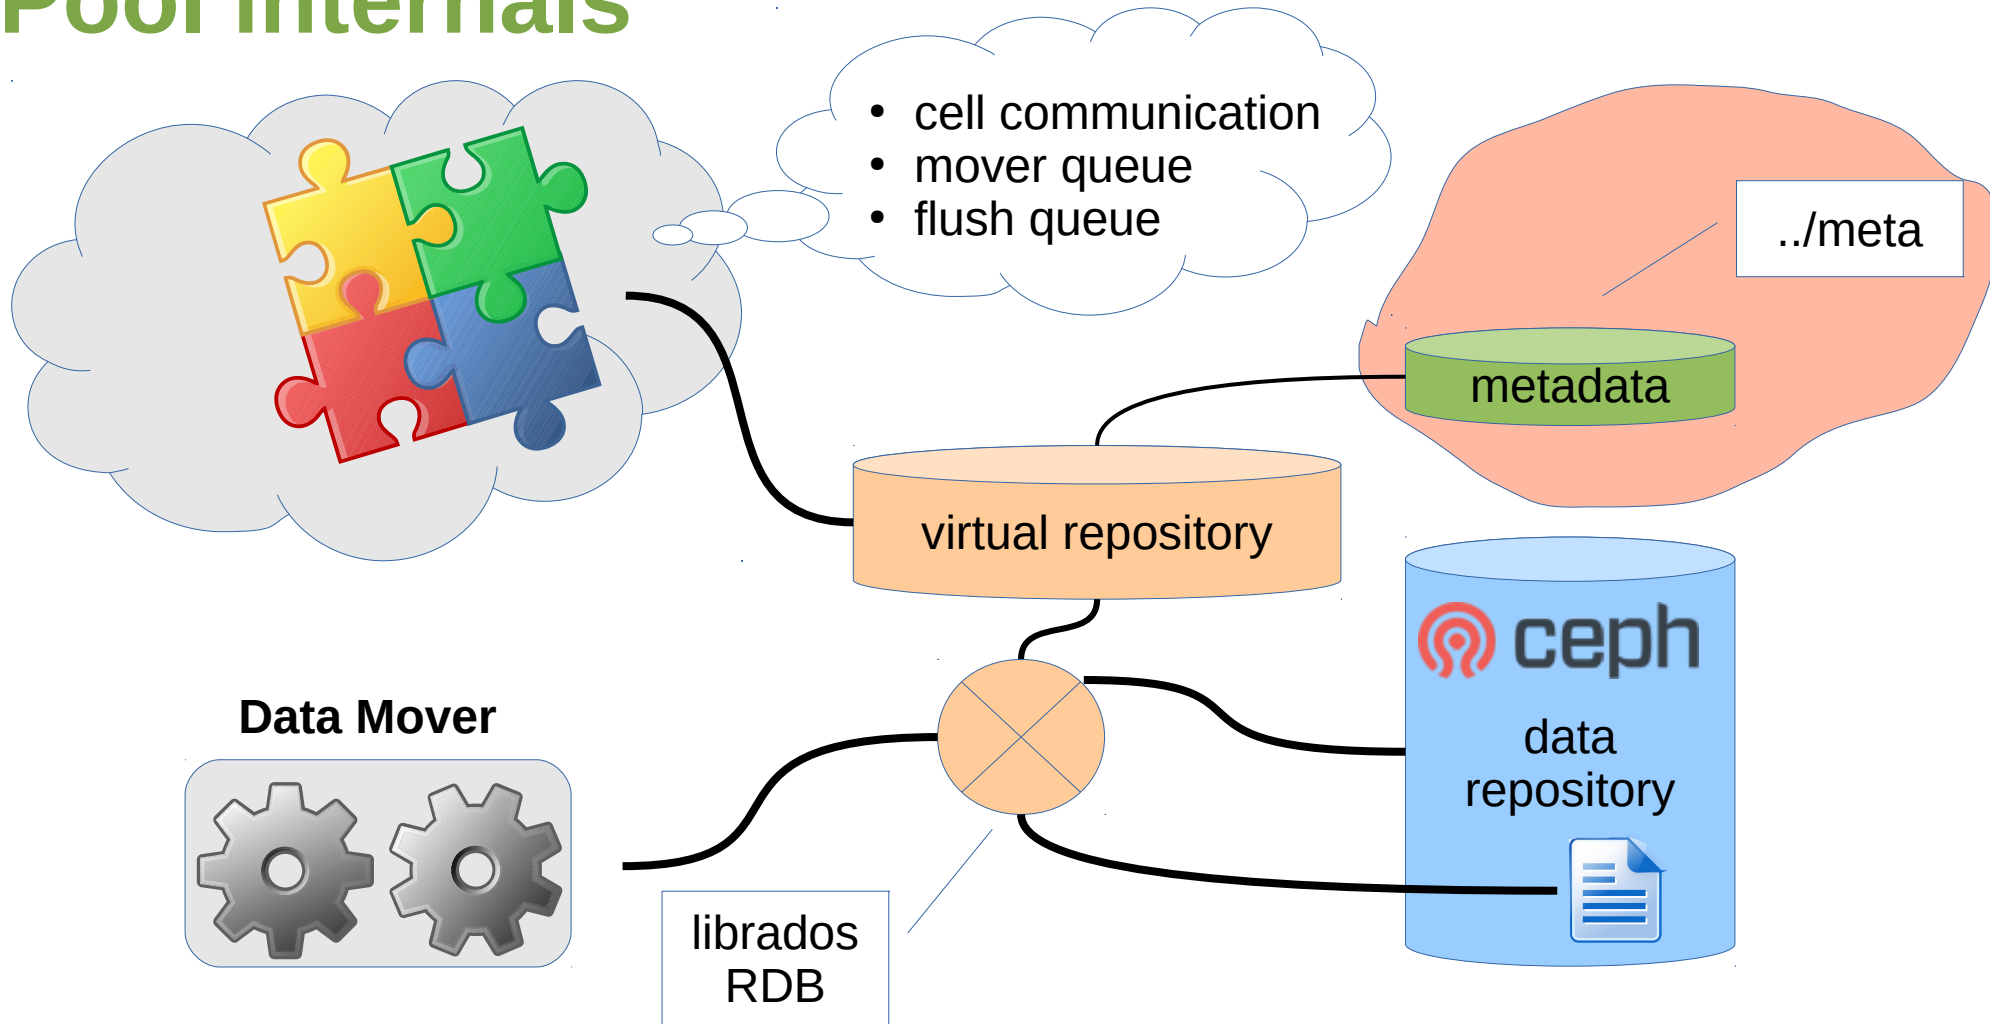 Pool internals
• cell communication
• mover queue
• flush queue
../meta
metadata
virtual repository
ceph
data
repository
Data Mover
librados
RDB